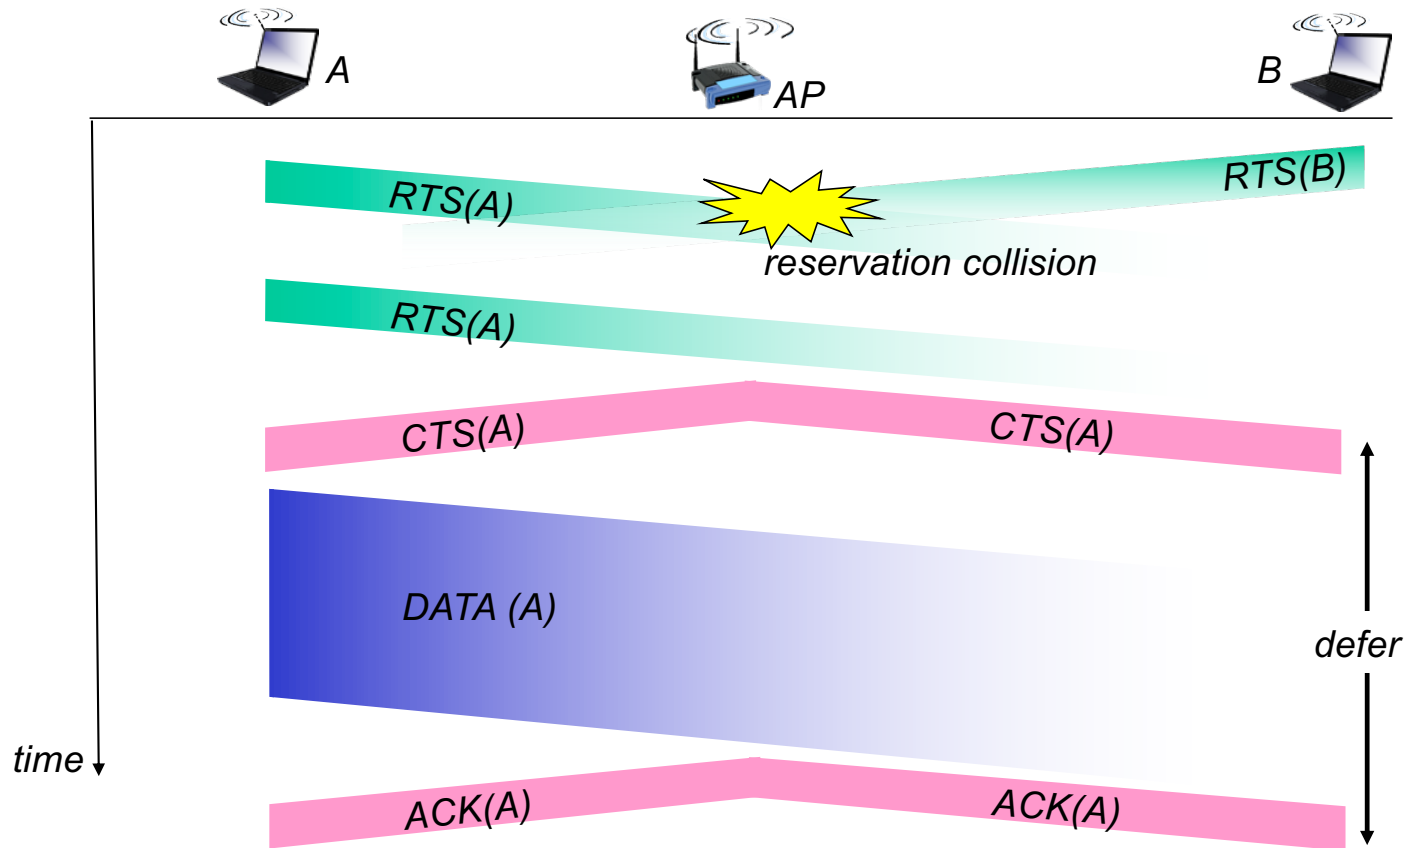 A
AP
B
RTS(A)
RTS(B)
reservation collision
RTS(A)
CTS(A)
CTS(A)
DATA (A)
defer
time
ACK(A)
ACK(A)